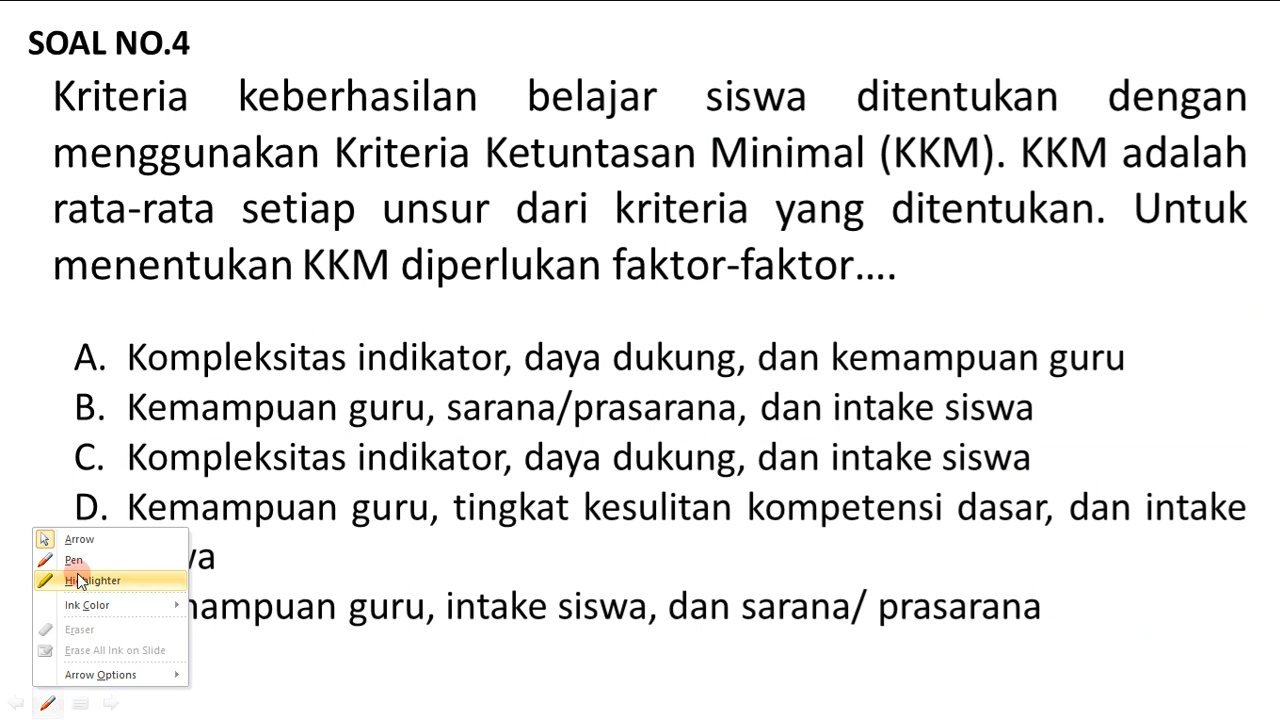 SOAL NO.4
Kriteria keberhasilan belajar siswa ditentukan dengan
menggunakan Kriteria Ketuntasan Minimal (KKM). KKM adalah
rata-rata setiap unsur dari kriteria yang ditentukan. Untuk
menentukan KKM diperlukan faktor-faktor....
A. Kompleksitas indikator, daya dukung, dan kemampuan guru
B. Kemampuan guru, sarana/prasarana, dan intake siswa
C. Kompleksitas indikator, daya dukung, dan intake siswa
D. Kemampuan guru, tingkat kesulitan kompetensi dasar, dan intake
guru, intake siswa, dan sarana/ prasarana
Arrow
Pen
Highlighter
Ink Color
Eraser
Erase All Ink on Slide
Arrow Options